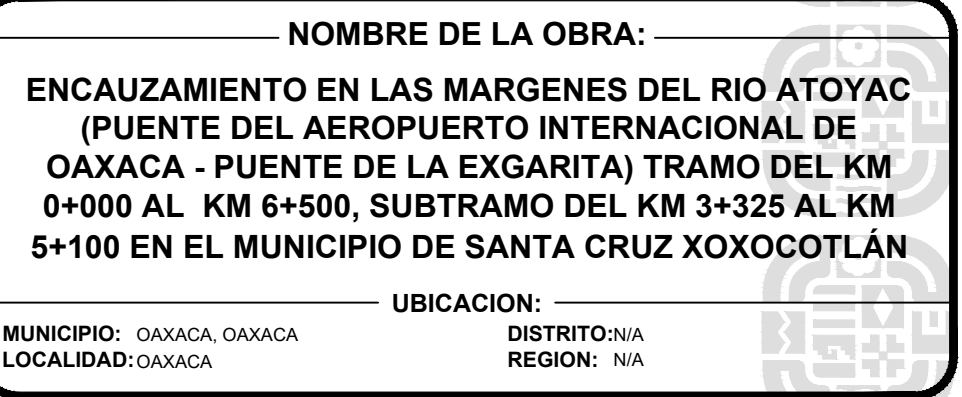 NOMBRE DE LA OBRA:
ENCAUZAMIENTO EN LAS MARGENES DEL RIO ATOYAC
(PUENTE DEL AEROPUERTO INTERNACIONAL DE
OAXACA - PUENTE DE LA EXGARITA) TRAMO DEL KM
0+000 AL KM 6+500, SUBTRAMO DEL KM 3+325 AL KM
5+100 EN EL MUNICIPIO DE SANTA CRUZ XOXOCOTLÁN
UBICACION:
MUNICIPIO: OAXACA, OAXACA DISTRITO:N/A
LOCALIDAD:OAXACA REGION: N/A